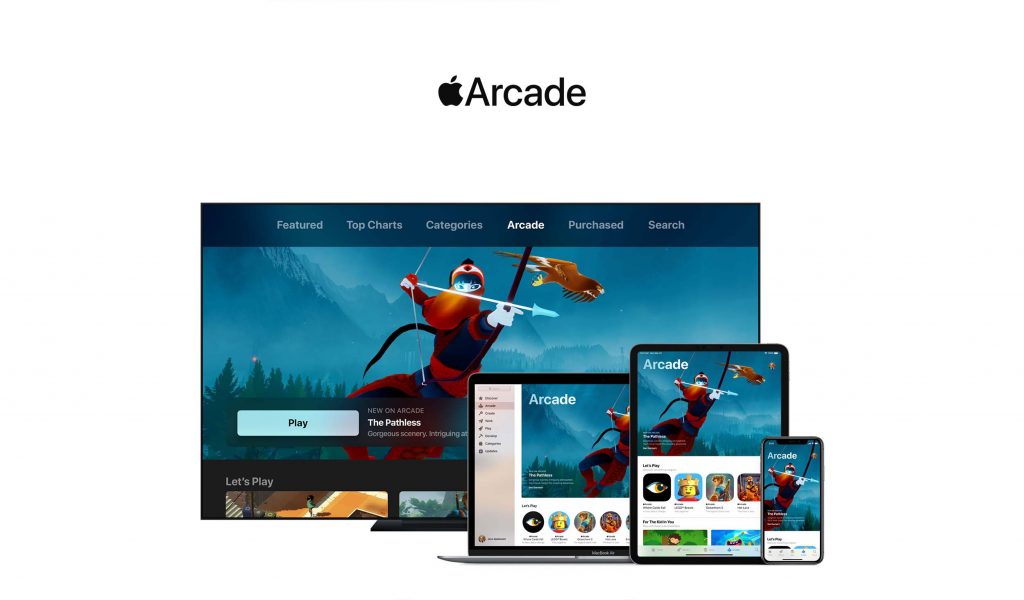 Arcade
Featured Top Charts Categories Arcade Purchased Search
Play
NEW ON ARCADE
The Pathless
Gorgeous scenery. Intriguing at
Let's Play
Arcade
Discover
Arcade
Create
Work
Play
Develop
Categories
Updates
The Pathless
Let's Play
MacBook Air
Arcade
The Pathless
Let's Play
For The Kid In You
Arcade
The Pathless
Let's Play